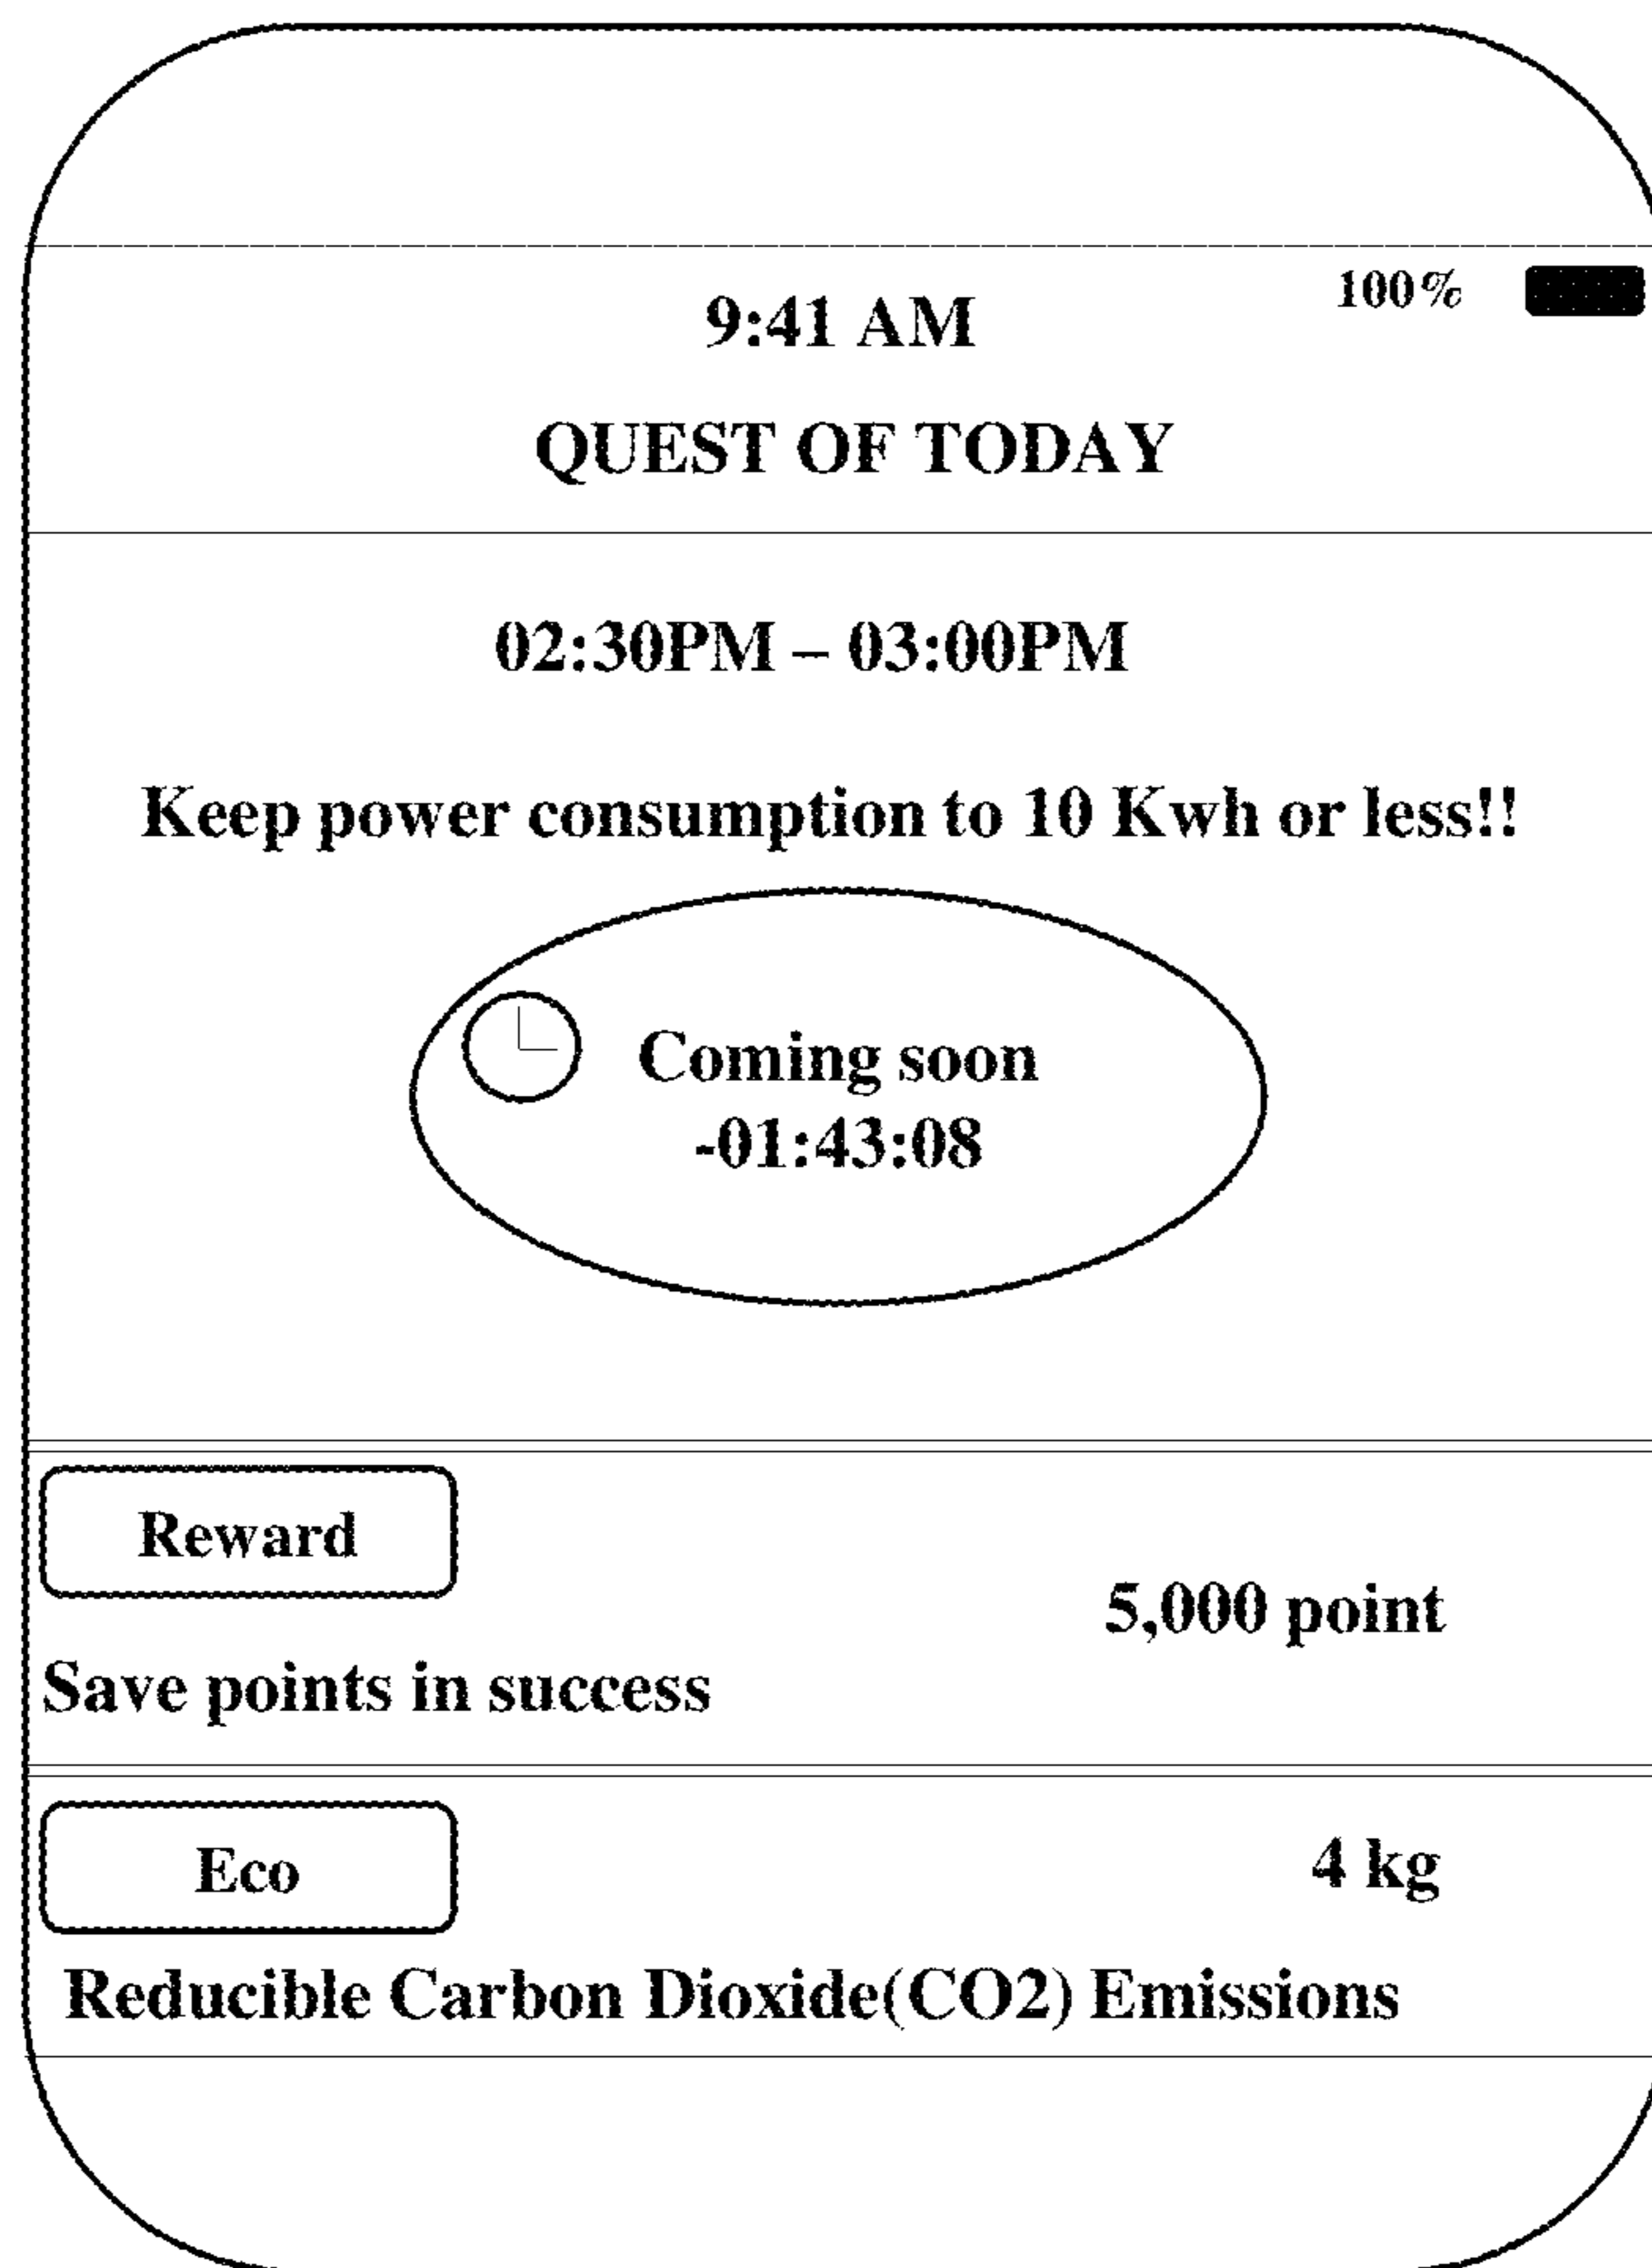 100%
9:41 AM
QUEST OF TODAY
02:30PM – 03:00PM
Keep power consumption to 10 Kwh or less!!
Coming soon
-01:43:08
Reward
5,000 point
Save points in success
Eco
4 kg
Reducible Carbon Dioxide(CO2) Emissions